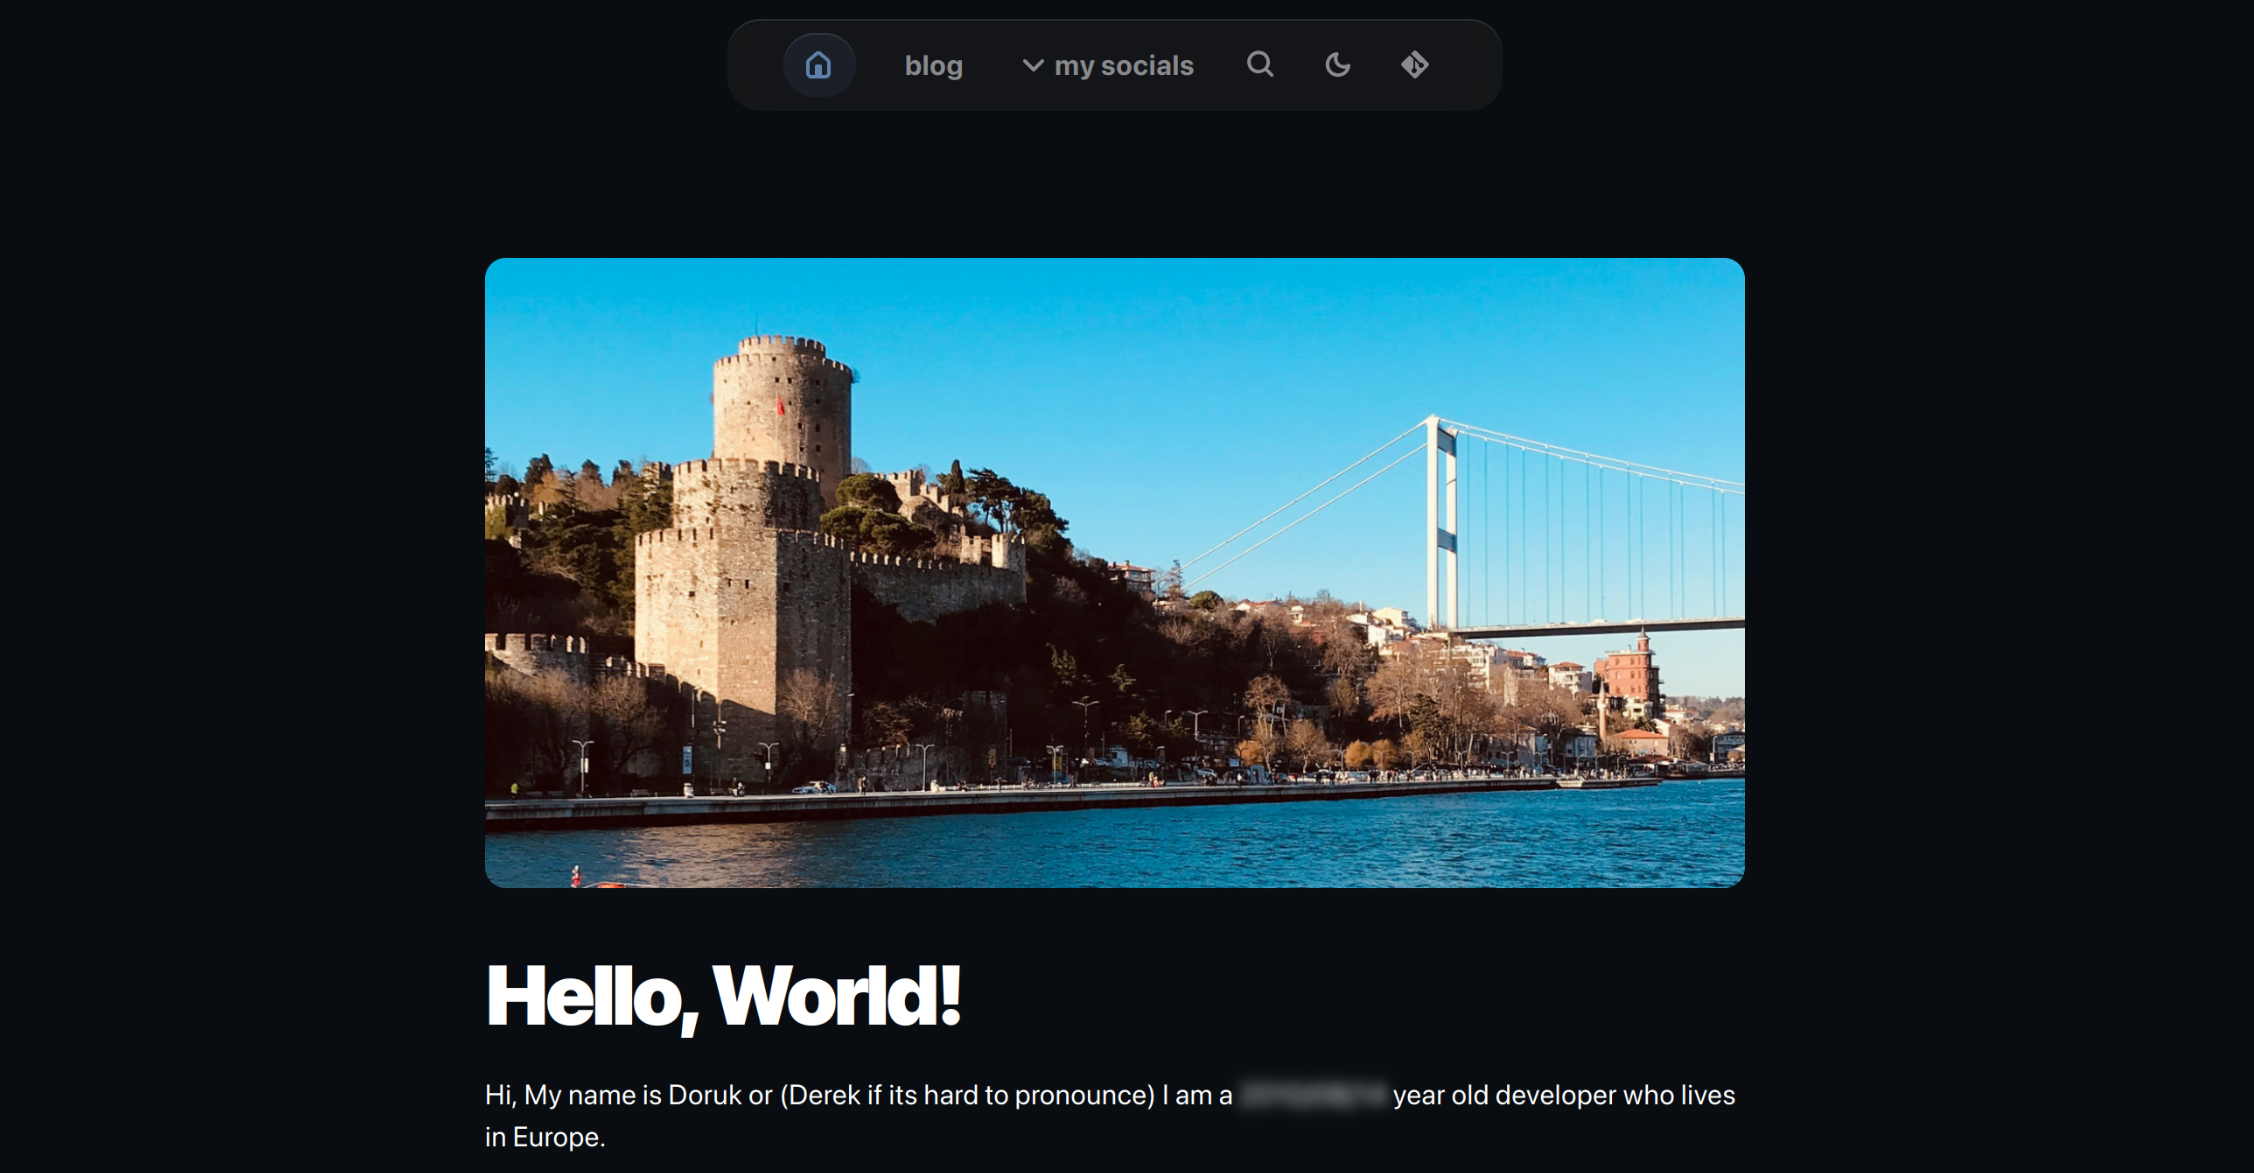 blog
my socials
Hello, World!
Hi, My name is Doruk or (Derek if its hard to pronounce) I am a year old developer who lives
in Europe.